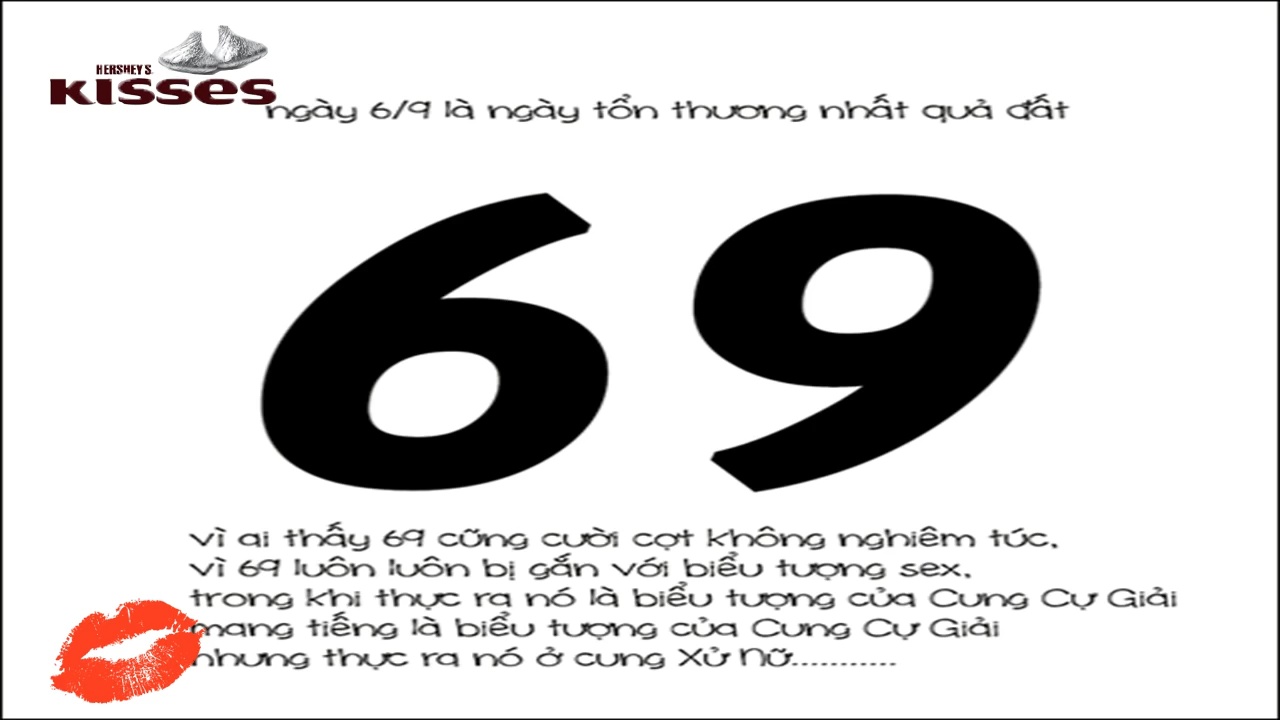 HERSHEY'S
KISSES
ngày 6/9 là ngày tổn thương nhất quả đất
69
vì ai thấy 69 cũng cười cợt không nghiêm túc,
vì 69 luôn luôn bị gắn với biểu tượng sex,
trong khi thực ra nó là biểu tượng của Cung Cự Giải
mang tiếng là biểu tượng của Cung Cự Giải
nhưng thực ra nó ở cung Xử Nữ...........